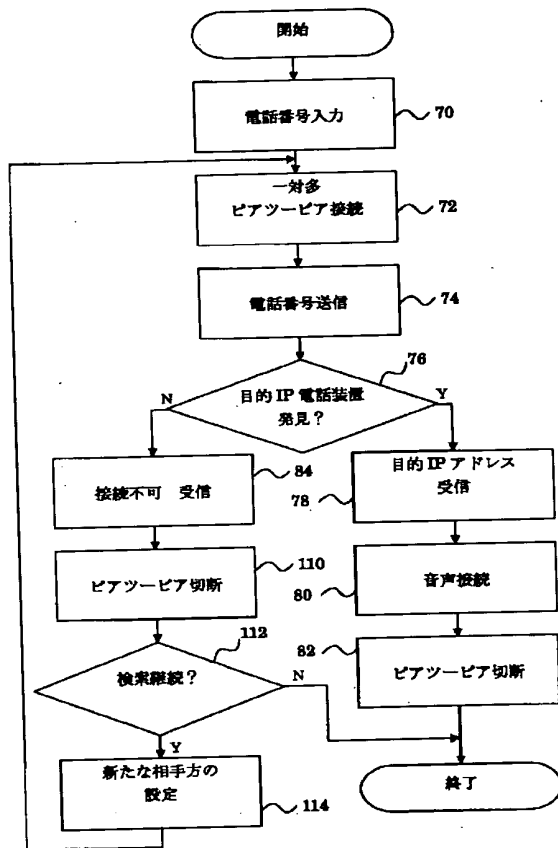 開始
電話番号入力
70
一対多
ピアツーピア接続
72
電話番号送信
74
76
N
目的IP電話装置
発見？
Y
84
接続不可 受信
目的IPアドレス
受信
78
110
ピアツーピア切断
音声接続
80
112
検索継続？
N
82
ピアツーピア切断
Y
新たな相手方の
設定
114
終了